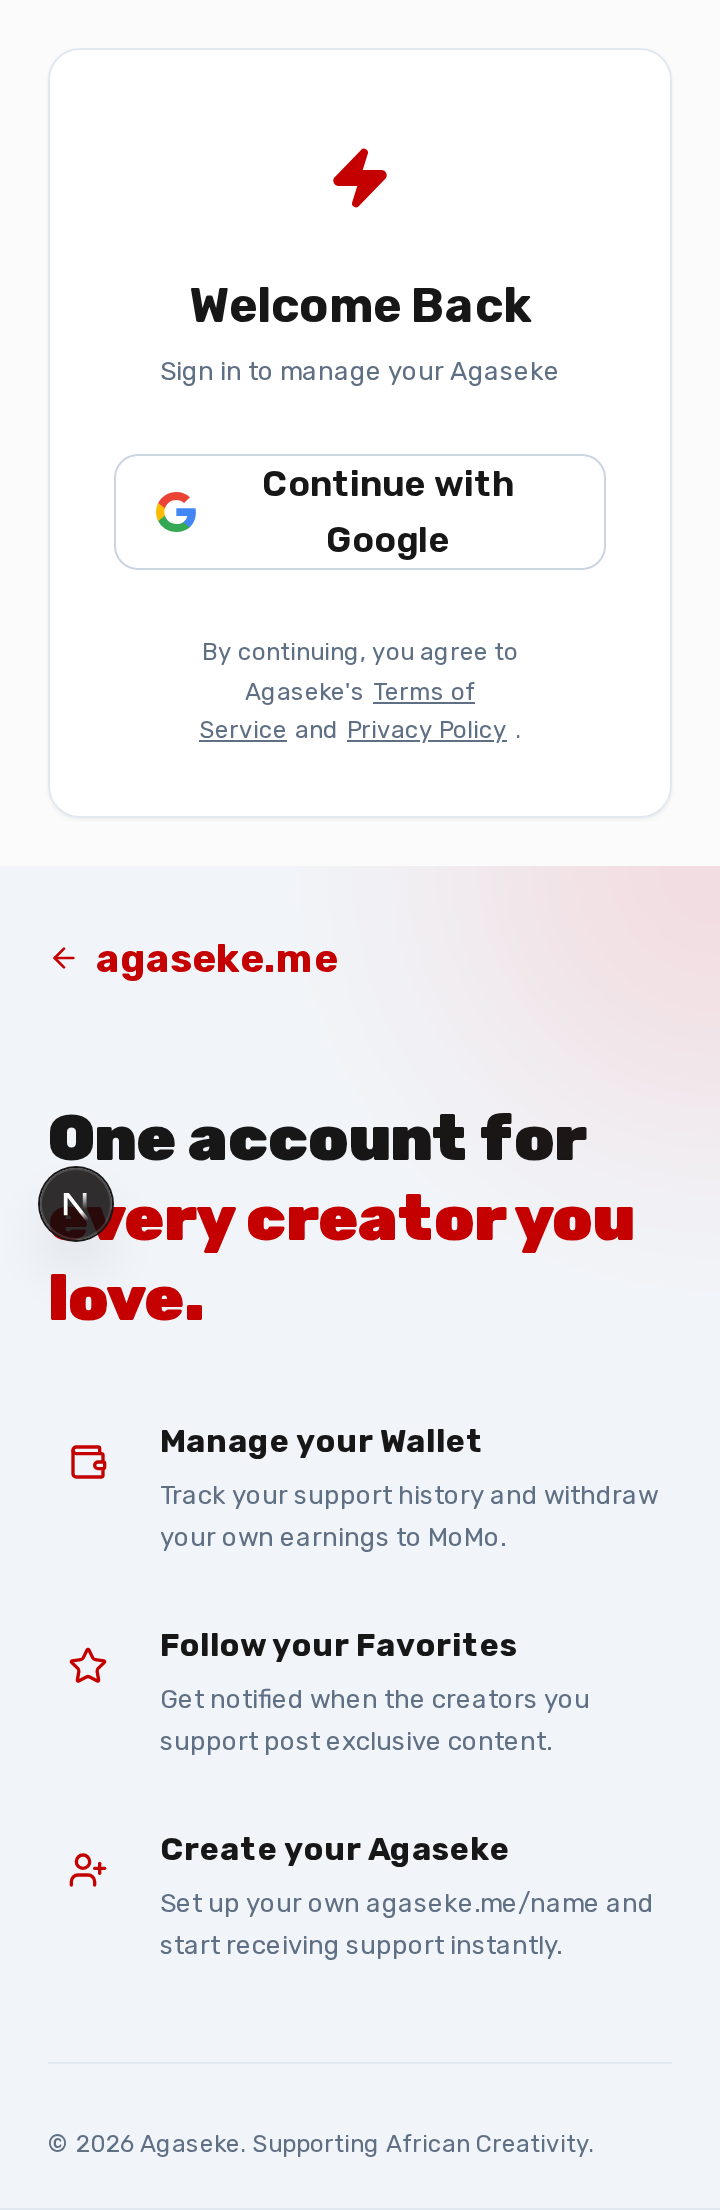 Welcome Back
Sign in to manage your Agaseke
Continue with
Google
By continuing, you agree to
Agaseke's Terms of
Service and Privacy Policy .
agaseke.me
One account for
every creator you
love.
N
Manage your Wallet
Track your support history and withdraw
your own earnings to MoMo.
Follow your Favorites
Get notified when the creators you
support post exclusive content.
Create your Agaseke
Set up your own agaseke.me/name and
start receiving support instantly.
© 2026 Agaseke. Supporting African Creativity.